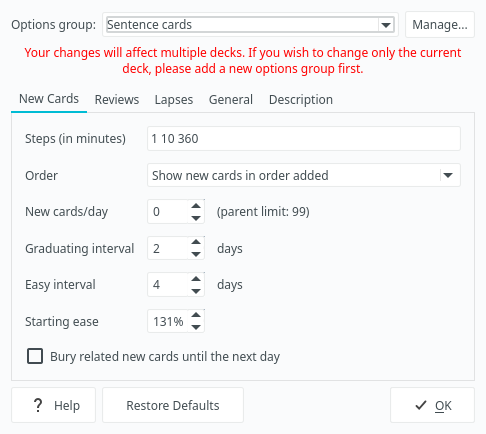 Options group: Sentence cards Manage...
Your changes will affect multiple decks. If you wish to change only the current
deck, please add a new options group first.
New Cards Reviews Lapses General Description
Steps (in minutes) 1 10 360
Order Show new cards in order added
New cards/day 0 (parent limit: 99)
Graduating interval 2 days
Easy interval 4 days
Starting ease 131%
Bury related new cards until the next day
? Help Restore Defaults OK